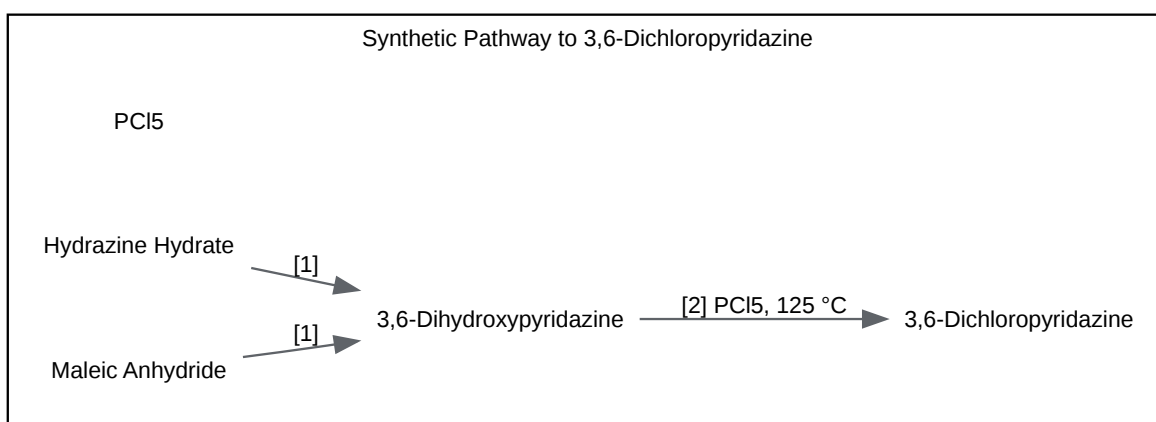 Synthetic Pathway to 3,6-Dichloropyridazine
PCl5
Hydrazine Hydrate
[1]
3,6-Dihydroxypyridazine
[2] PCl5, 125 °C
3,6-Dichloropyridazine
[1]
Maleic Anhydride